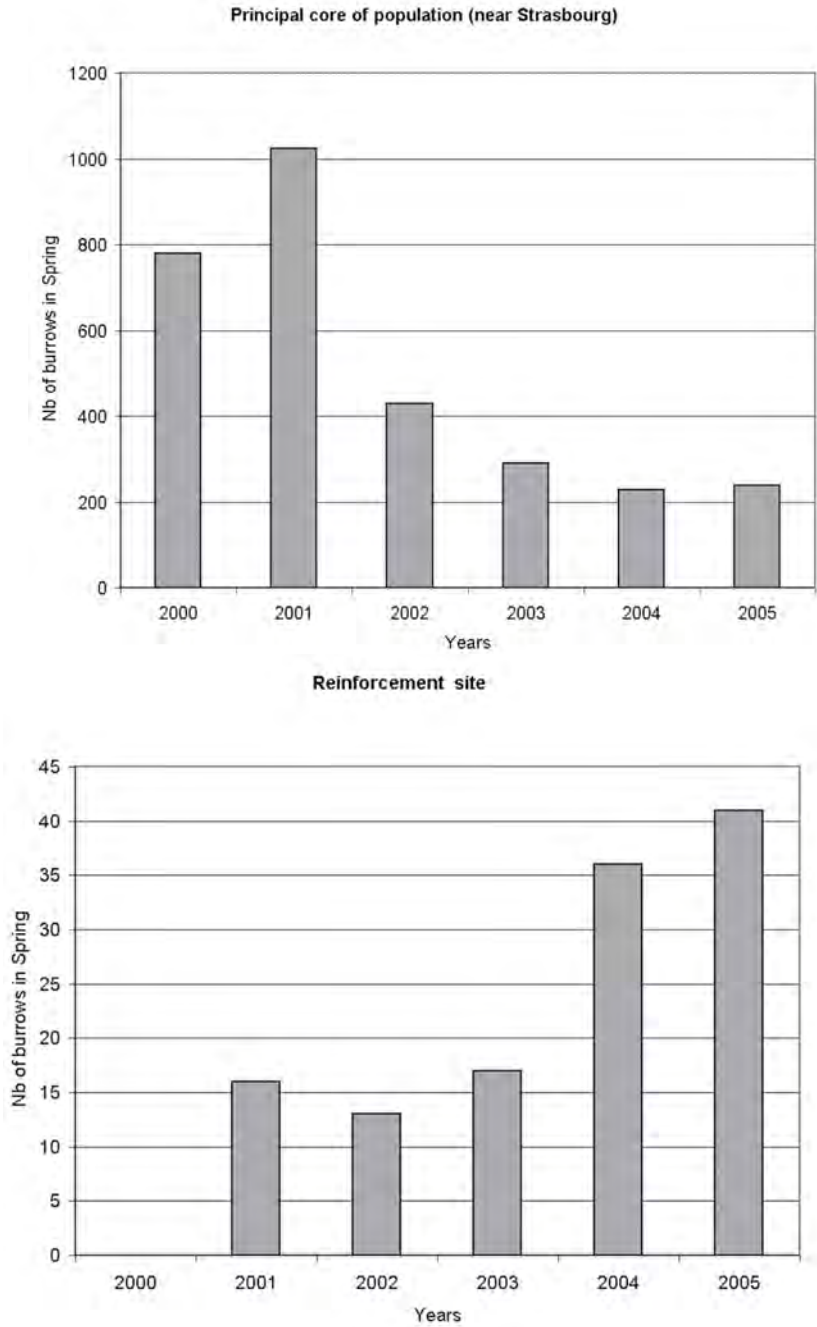 Principal core of population (near Strasbourg)
1200
1000
800
600
400
200
0
Nb of burrows in Spring
2000 2001 2002 2003 2004 2005
Years
Reinforcement site
45
40
35
30
25
20
15
10
5
0
Nb of burrows in Spring
2000 2001 2002 2003 2004 2005
Years